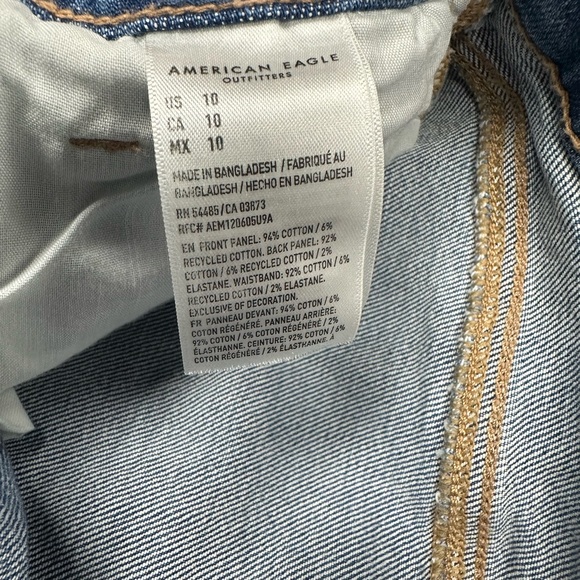 AMERICAN EAGLE
OUTFITTERS
US 10
CA 10
MX 10
MADE IN BANGLADESH / FABRIQUÉ AU
BANGLADESH / HECHO EN BANGLADESH
RN 54485 / CA 03873
RFC# AEM120605U9A
EN FRONT PANEL: 94% COTTON / 6%
RECYCLED COTTON. BACK PANEL: 92%
COTTON / 6% RECYCLED COTTON / 2%
ELASTANE. WAISTBAND: 92% COTTON / 6%
RECYCLED COTTON / 2% ELASTANE.
EXCLUSIVE OF DECORATION.
FR PANNEAU DEVANT: 94% COTON / 6%
COTON RÉGÉNÉRÉ. PANNEAU ARRIÈRE:
92% COTON / 6% COTON RÉGÉNÉRÉ / 2%
ÉLASTHANNE. CEINTURE: 92% COTON / 6%
COTON RÉGÉNÉRÉ / 2% ÉLASTHANNE. À